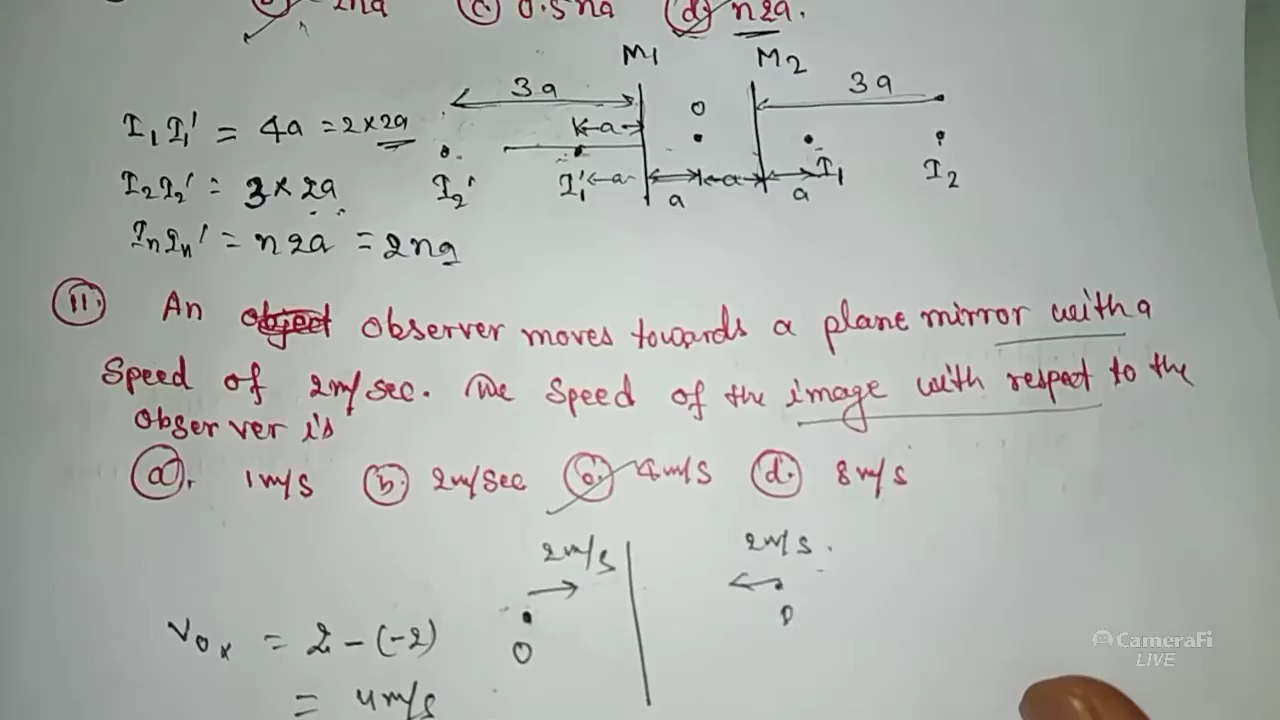 b. 2na c. 0.5na d. n2a.
M1 M2
3a 3a
I1I1' = 4a = 2×2a a O
I2I2' = 3×2a I2' I1' a a a a I1 I2
InIn' = n2a = 2na
11. An object observer moves towards a plane mirror with a
Speed of 2m/sec. The Speed of the image with respect to the
observer is
a. 1m/s b. 2m/sec c. 4m/s d. 8m/s
2m/s 2m/s.
Vox = 2-(-2) O
= 4m/s
CameraFi
LIVE